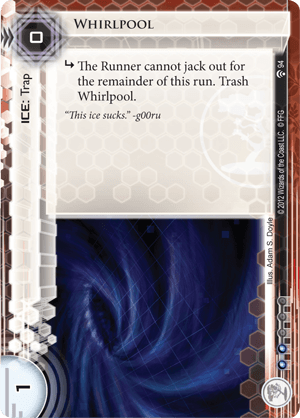 0
WHIRLPOOL
ICE: Trap
↳ The Runner cannot jack out for
the remainder of this run. Trash
Whirlpool.
"This ice sucks." -g00ru
94
© 2012 Wizards of the Coast LLC. © FFG
Illus. Adam S. Doyle
1